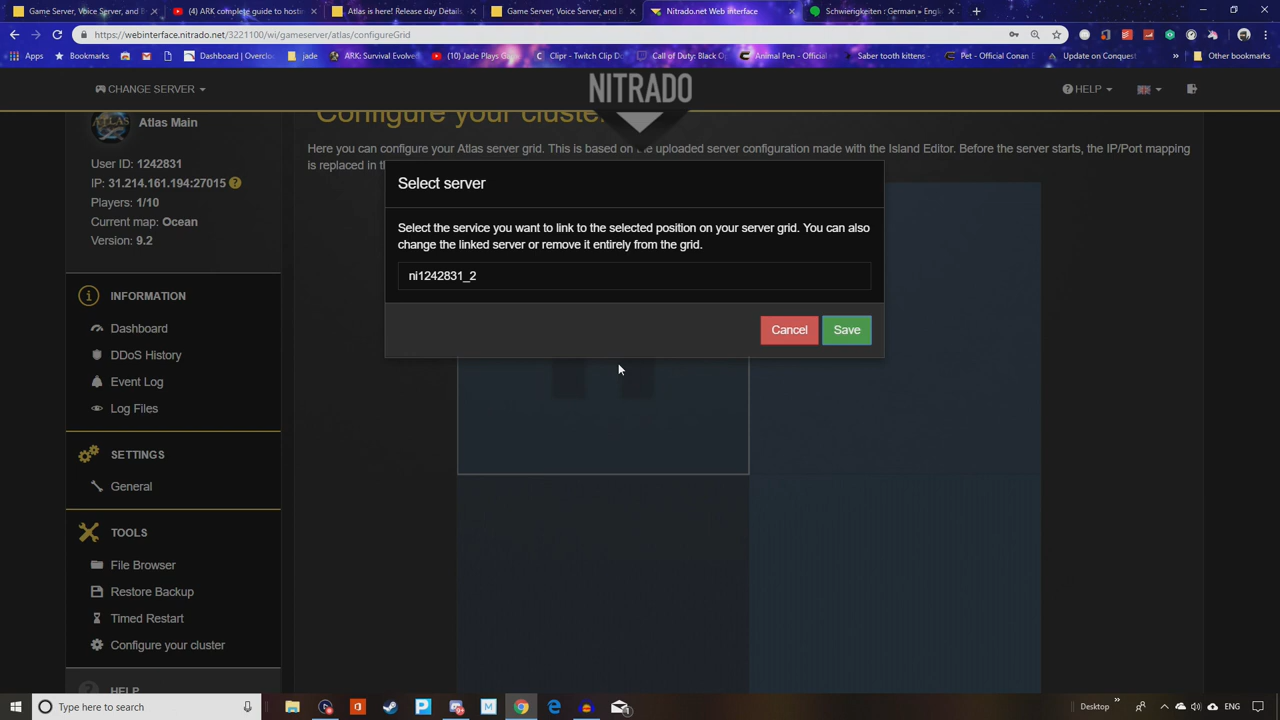 Game Server, Voice Server, and B
(4) ARK complete guide to hostin
Atlas is here! Release day Details
Game Server, Voice Server, and B
Nitrado.net Web interface
Schwierigkeiten : German » Engl
https://webinterface.nitrado.net/3221100/wi/gameserver/atlas/configureGrid
Apps
Bookmarks
Dashboard | Overclo
jade
ARK: Survival Evolve
(10) Jade Plays Ga
Clipr - Twitch Clip D
Call of Duty: Black O
Animal Pen - Official
Saber tooth kittens
Pet - Official Conan
Update on Conquest
Other bookmarks
CHANGE SERVER
NITRADO
HELP
ATLAS
Atlas Main
User ID: 1242831
IP: 31.214.161.194:27015
Players: 1/10
Current map: Ocean
Version: 9.2
INFORMATION
Dashboard
DDoS History
Event Log
Log Files
SETTINGS
General
TOOLS
File Browser
Restore Backup
Timed Restart
Configure your cluster
HELP
Configure your cluster
Here you can configure your Atlas server grid. This is based on the uploaded server configuration made with the Island Editor. Before the server starts, the IP/Port mapping
is replaced in th
Select server
Select the service you want to link to the selected position on your server grid. You can also
change the linked server or remove it entirely from the grid.
ni1242831_2
Cancel
Save
Type here to search
Desktop
ENG